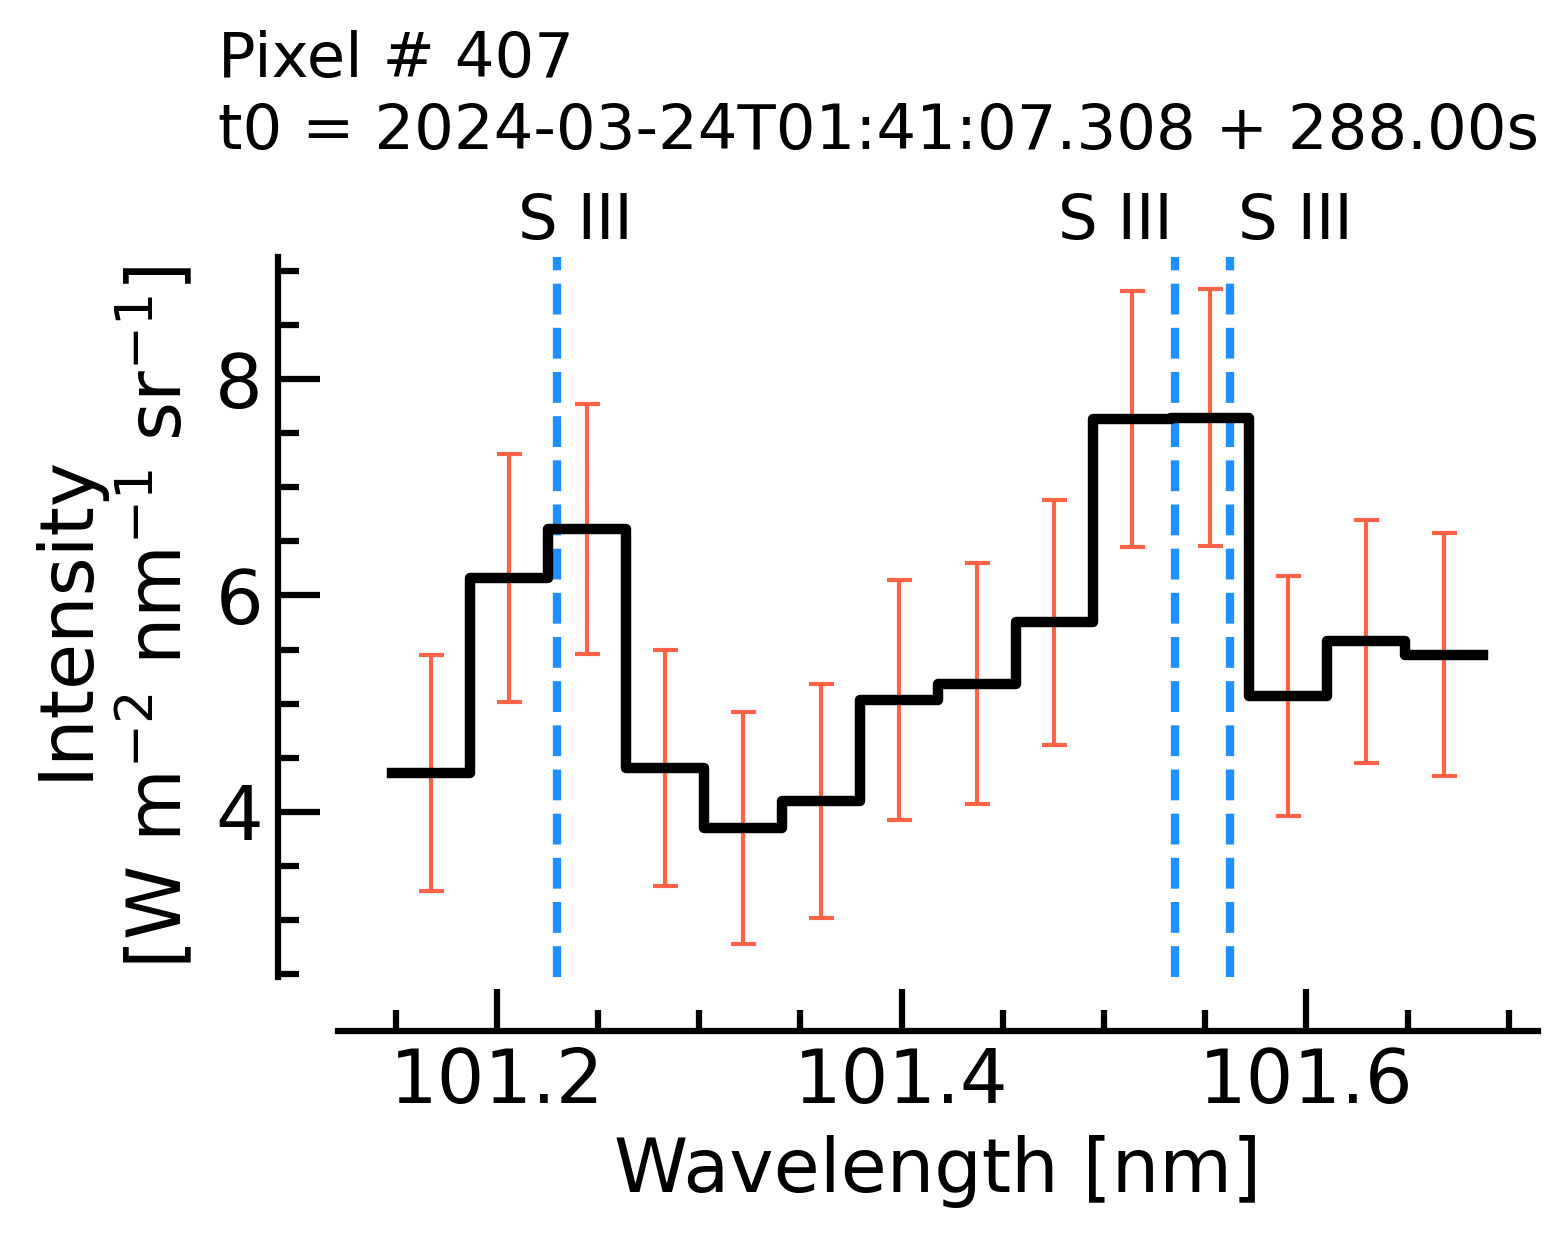 Pixel # 407
t0 = 2024-03-24T01:41:07.308 + 288.00s
S III S III S III
Intensity
[W m⁻² nm⁻¹ sr⁻¹]
8
6
4
101.2 101.4 101.6
Wavelength [nm]